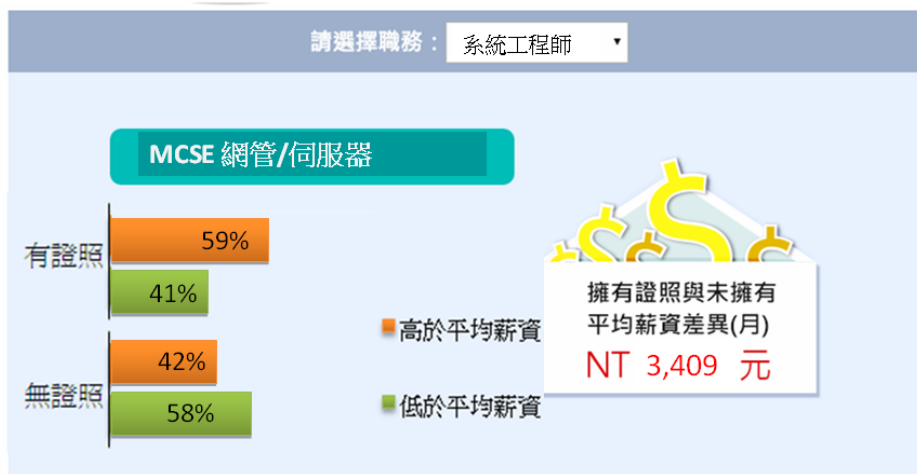 請選擇職務：
系統工程師
MCSE 網管/伺服器
有證照
59%
41%
無證照
42%
58%
高於平均薪資
低於平均薪資
擁有證照與未擁有
平均薪資差異(月)
NT 3,409 元